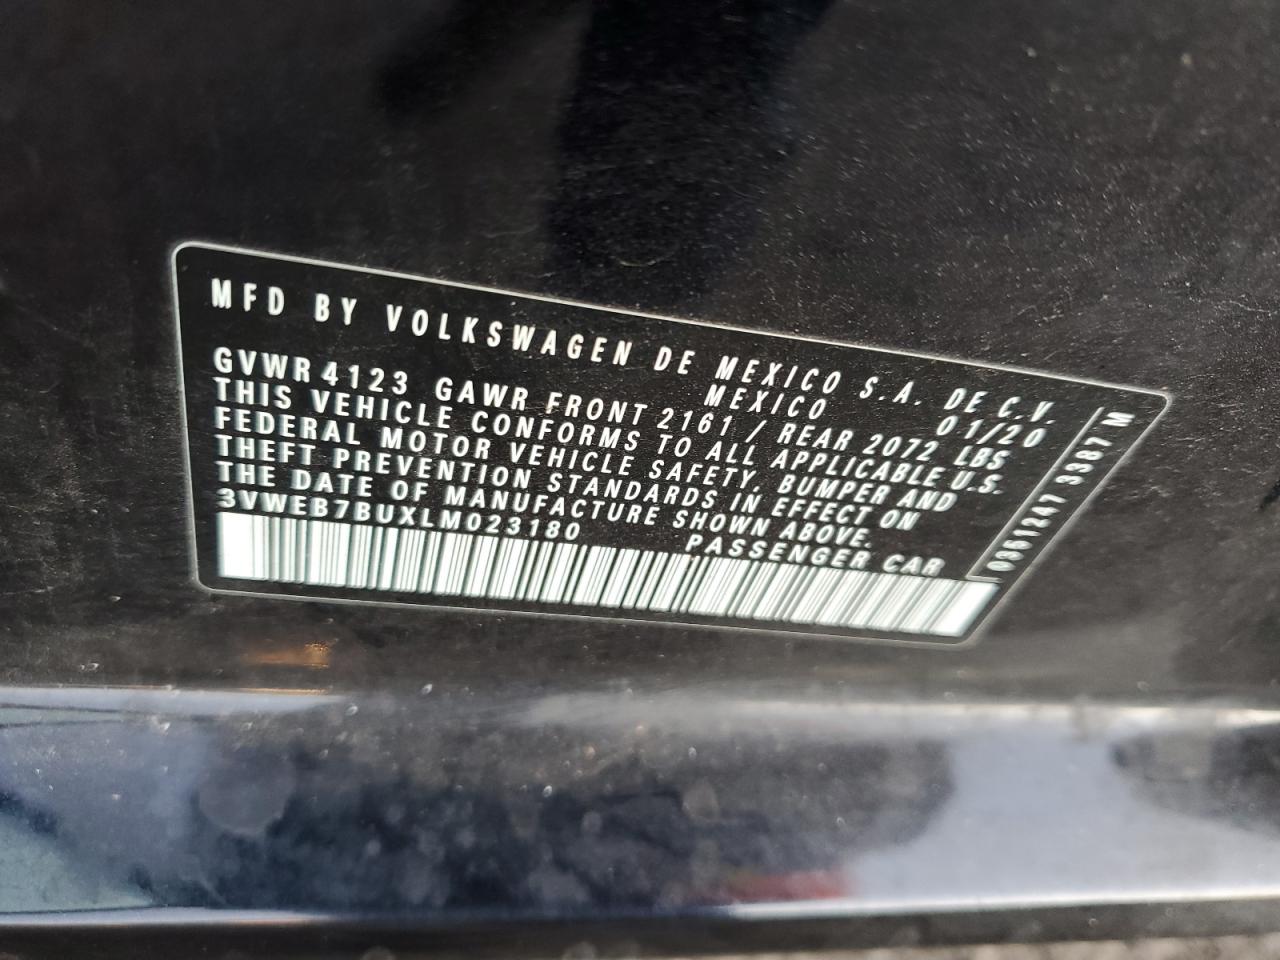 MFD BY VOLKSWAGEN DE MEXICO S.A. DE C.V.
MEXICO 01/20
GVWR 4123 GAWR FRONT 2161 / REAR 2072 LBS
THIS VEHICLE CONFORMS TO ALL APPLICABLE U.S.
FEDERAL MOTOR VEHICLE SAFETY, BUMPER AND
THEFT PREVENTION STANDARDS IN EFFECT ON
THE DATE OF MANUFACTURE SHOWN ABOVE.
3VWEB7BUXLM023180 PASSENGER CAR
0361247 3387 M